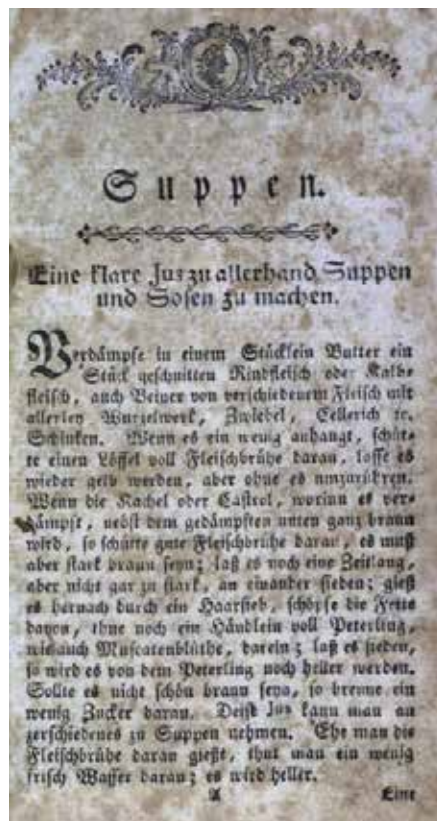 Suppen.
Eine klare Jus zu allerhand Suppen
und Sosen zu machen.
Verdämpfe in einem Stücklein Butter ein
Stück geschnitten Rindfleisch oder Kalb-
fleisch, auch Beiner von verschiedenem Fleisch mit
allerley Wurzelwerk, Zwiebel, Cellerich ꝛc.
Schinken. Wenn es ein wenig anhangt, schüt-
te einen Löffel voll Fleischbrühe daran, lasse es
wieder gelb werden, aber ohne es umzurühren.
Wenn die Kachel oder Castrol, worinn es ver-
dämpft, nebst dem gedämpften unten ganz braun
wird, so schütte gute Fleischbrühe daran, es muß
aber stark braun seyn; laß es noch eine Zeitlang,
aber nicht gar zu stark, an einander sieden; gieß
es hernach durch ein Haarsieb, schöpfe die Fette
davon, thue noch ein Händlein voll Peterling,
wie auch Muscatenblüthe, darein; laß es sieden,
so wird es von dem Peterling noch heller werden.
Sollte es nicht schön braun seyn, so brenne ein
wenig Zucker daran. Jus kann man an
verschiedenes zu Suppen nehmen. Ehe man die
Fleischbrühe daran gießt, thut man ein wenig
frisch Wasser daran; es wird heller.
A Eine